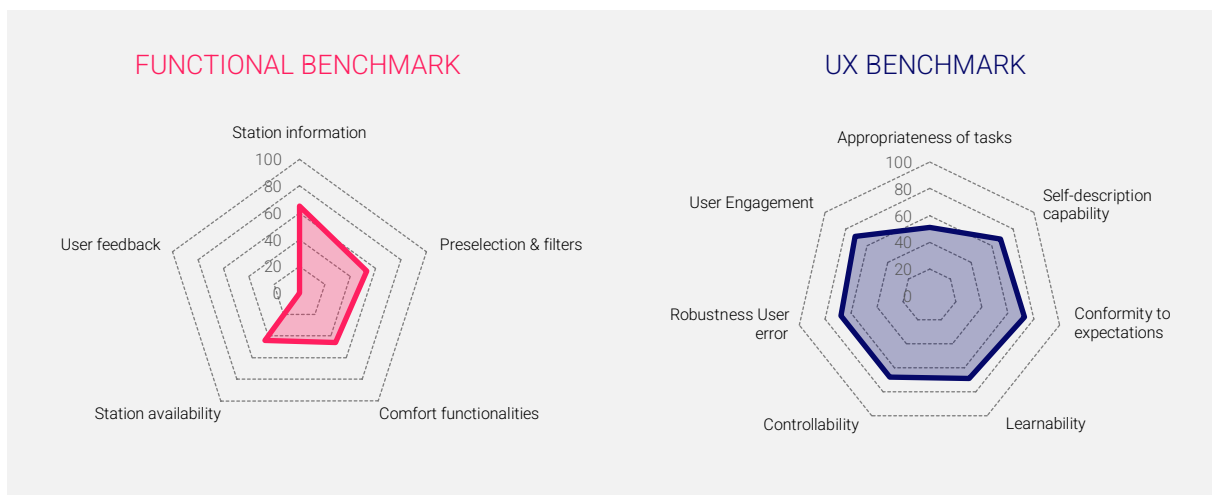 FUNCTIONAL BENCHMARK
Station information
100
80
60
40
20
0
User feedback
Preselection & filters
Station availability
Comfort functionalities
UX BENCHMARK
Appropriateness of tasks
100
80
60
40
20
0
User Engagement
Self-description
capability
Robustness User
error
Conformity to
expectations
Controllability
Learnability